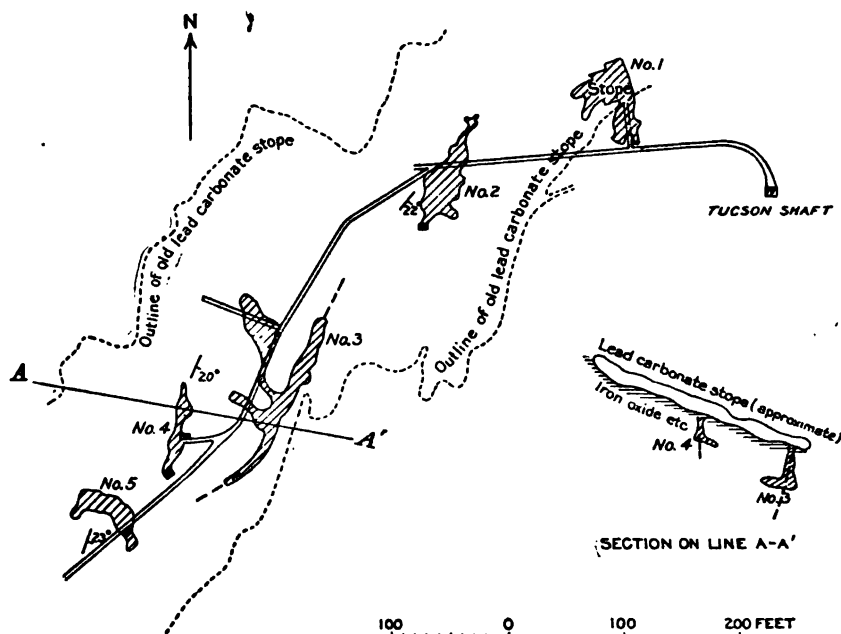 N
No.1
Stope
Outline of old lead carbonate stope
No.2
22°
TUCSON SHAFT
Outline of old lead carbonate stope
No.3
20°
A
A'
No.4
No.5
23°
Lead carbonate stops (approximate)
Iron oxide etc
No.4
No.3
SECTION ON LINE A-A'
100 0 100 200 FEET